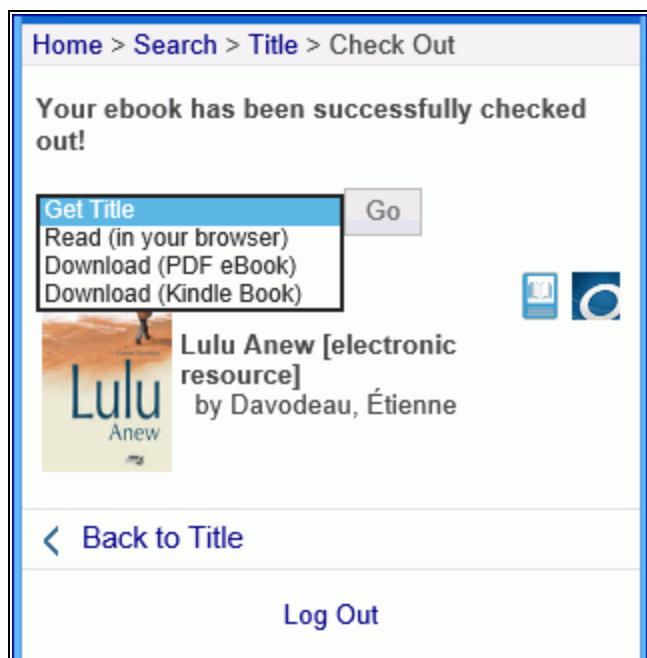 Home > Search > Title > Check Out
Your ebook has been successfully checked
out!
Get Title
Go
Read (in your browser)
Download (PDF eBook)
Download (Kindle Book)
Lulu Anew [electronic
resource]
by Davodeau, Étienne
Lulu
Anew
Back to Title
Log Out